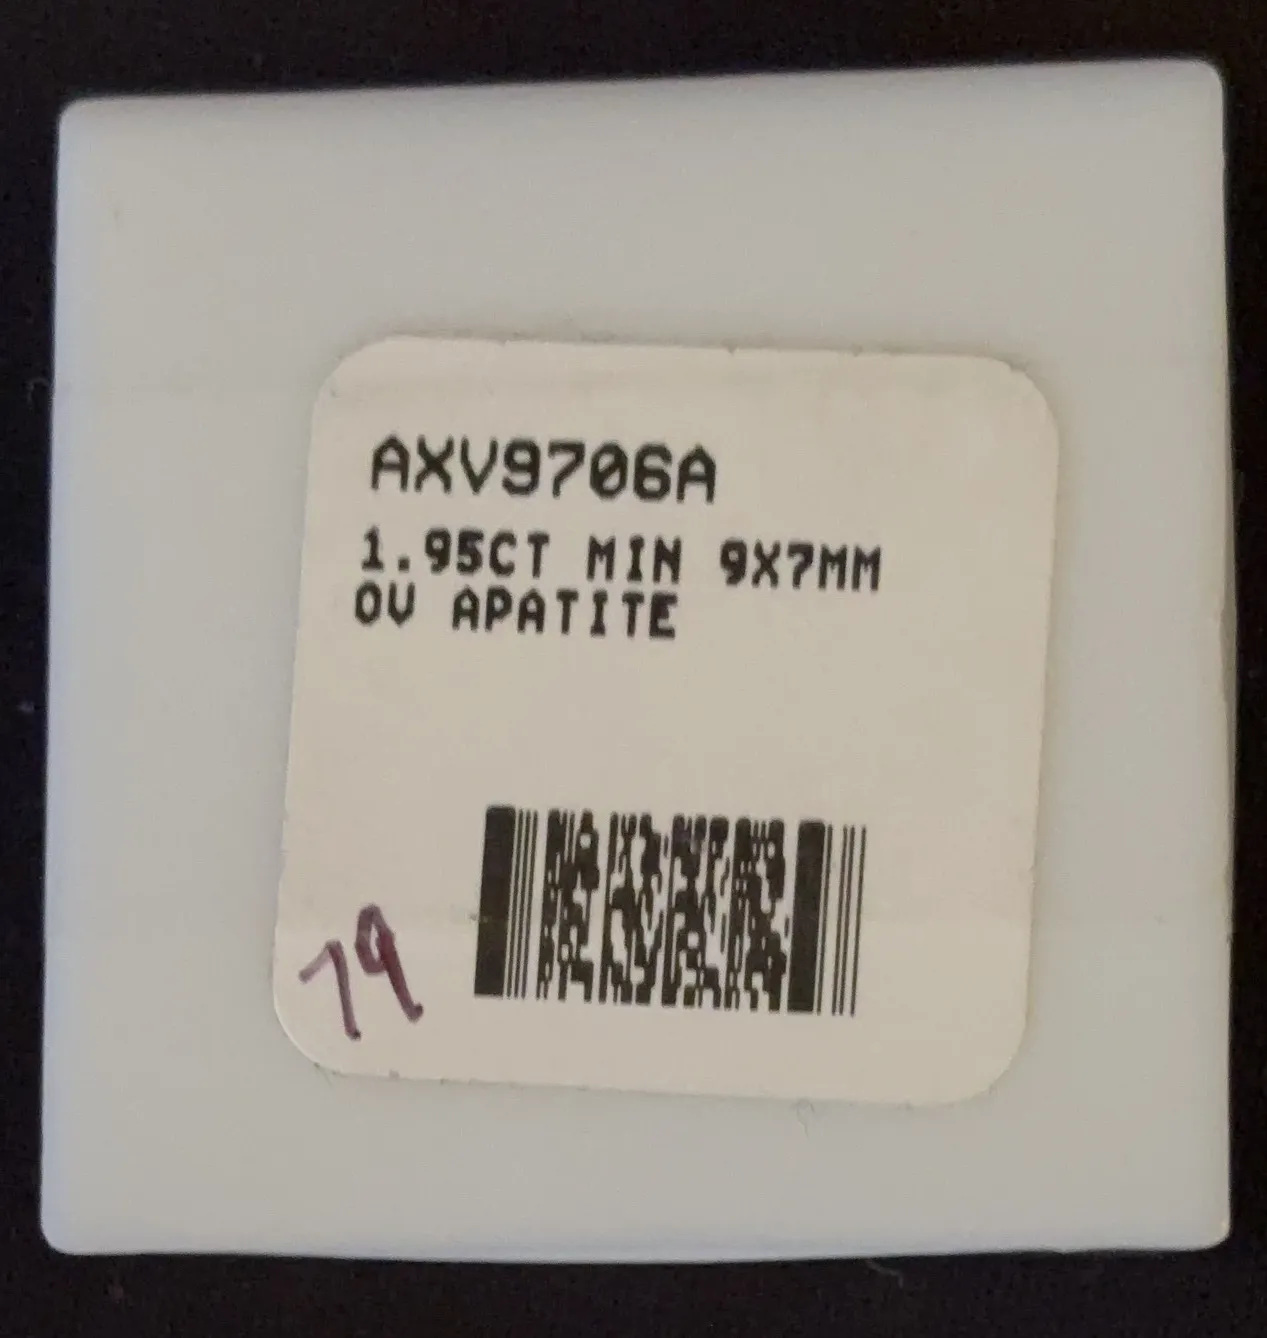 AXV9706A
1.95CT MIN 9X7MM
OV APATITE
79